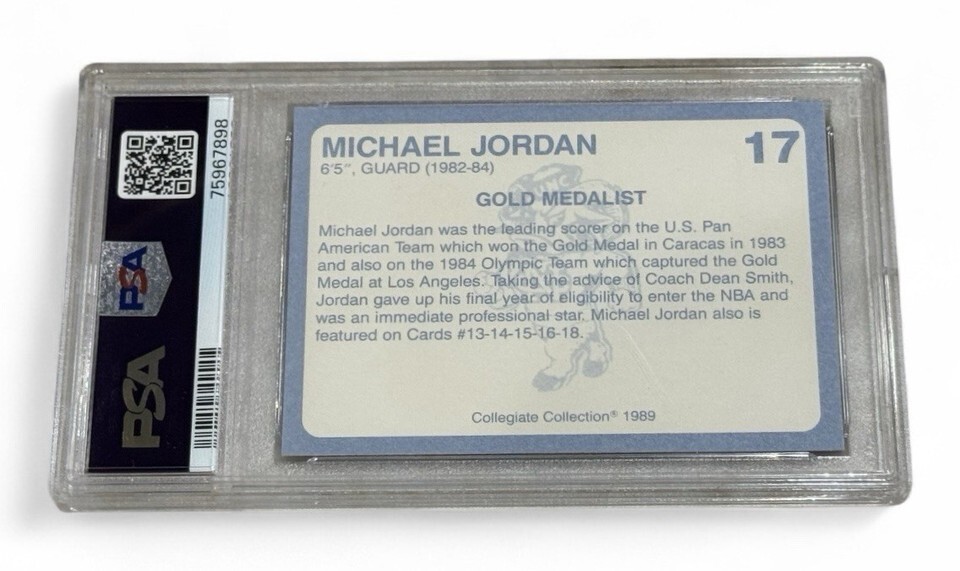 75967898
PSA
PSA
MICHAEL JORDAN
17
6'5", GUARD (1982-84)
GOLD MEDALIST
Michael Jordan was the leading scorer on the U.S. Pan
American Team which won the Gold Medal in Caracas in 1983
and also on the 1984 Olympic Team which captured the Gold
Medal at Los Angeles. Taking the advice of Coach Dean Smith,
Jordan gave up his final year of eligibility to enter the NBA and
was an immediate professional star. Michael Jordan also is
featured on Cards #13-14-15-16-18.
Collegiate Collection® 1989